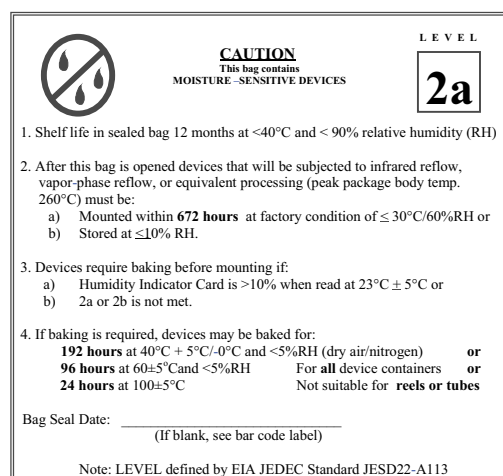 LEVEL
2a
CAUTION
This bag contains
MOISTURE –SENSITIVE DEVICES
1. Shelf life in sealed bag 12 months at <40°C and < 90% relative humidity (RH)
2. After this bag is opened devices that will be subjected to infrared reflow,
vapor-phase reflow, or equivalent processing (peak package body temp.
260°C) must be:
a) Mounted within 672 hours at factory condition of ≤ 30°C/60%RH or
b) Stored at ≤10% RH.
3. Devices require baking before mounting if:
a) Humidity Indicator Card is >10% when read at 23°C ± 5°C or
b) 2a or 2b is not met.
4. If baking is required, devices may be baked for:
192 hours at 40°C + 5°C/-0°C and <5%RH (dry air/nitrogen) or
96 hours at 60±5°Cand <5%RH For all device containers or
24 hours at 100±5°C Not suitable for reels or tubes
Bag Seal Date: ______________________________
(If blank, see bar code label)
Note: LEVEL defined by EIA JEDEC Standard JESD22-A113